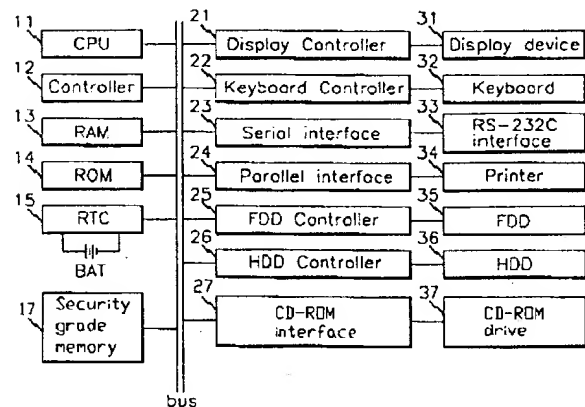 11 CPU 21 Display Controller 31 Display device
12 Controller 22 Keyboard Controller 32 Keyboard
13 RAM 23 Serial interface 33 RS-232C interface
14 ROM 24 Parallel interface 34 Printer
15 RTC 25 FDD Controller 35 FDD
BAT 26 HDD Controller 36 HDD
17 Security grade memory 27 CD-ROM interface 37 CD-ROM drive
bus